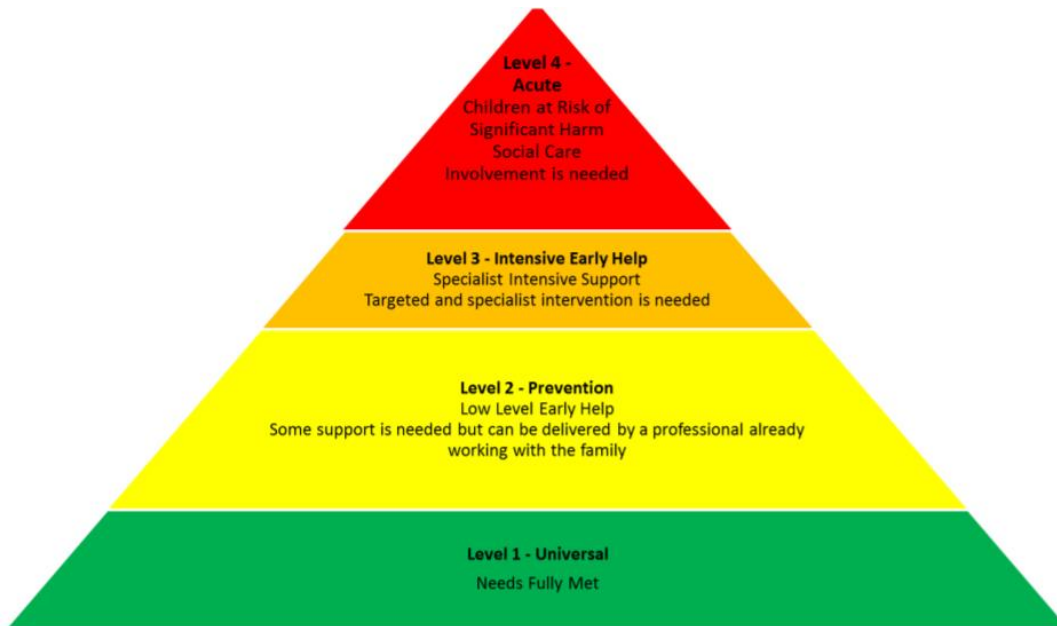 Level 4 -
Acute
Children at Risk of
Significant Harm
Social Care
Involvement is needed
Level 3 - Intensive Early Help
Specialist Intensive Support
Targeted and specialist intervention is needed
Level 2 - Prevention
Low Level Early Help
Some support is needed but can be delivered by a professional already
working with the family
Level 1 - Universal
Needs Fully Met